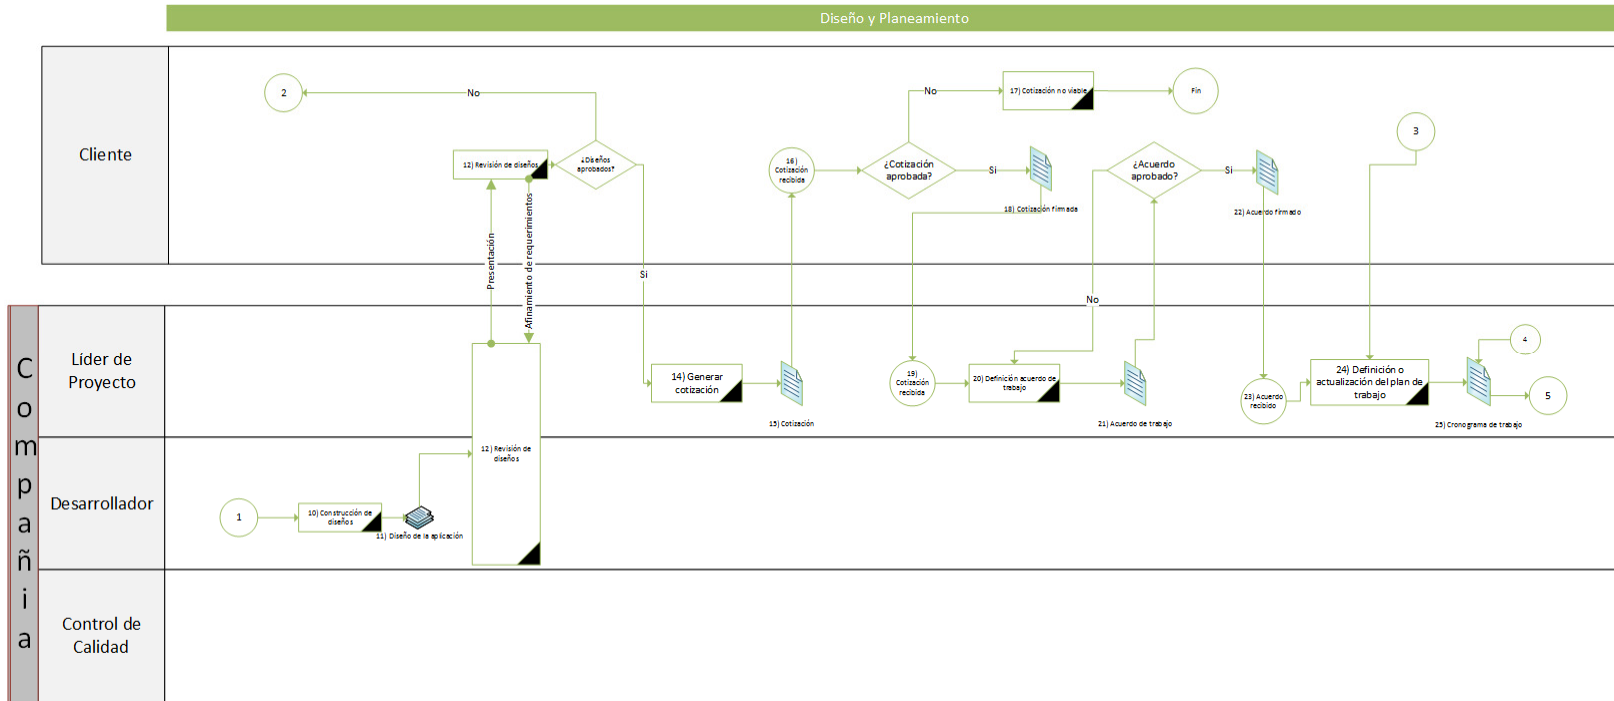 Diseño y Planeamiento
Cliente
2
No
12) Revisión de diseños
¿Diseños
aprobados?
Presentación
Afinamiento de requerimientos
Si
16)
Cotización
recibida
¿Cotización
aprobada?
No
17) Cotización no viable
Fin
Si
18) Cotización firmada
¿Acuerdo
aprobado?
Si
22) Acuerdo firmado
No
3
Compañia
Líder de
Proyecto
14) Generar
cotización
15) Cotización
19)
Cotización
recibida
20) Definición acuerdo de
trabajo
21) Acuerdo de trabajo
23) Acuerdo
recibido
24) Definición o
actualización del plan de
trabajo
4
5
25) Cronograma de trabajo
Desarrollador
1
10) Construcción de
diseños
11) Diseño de la aplicación
12) Revisión de
diseños
Control de
Calidad